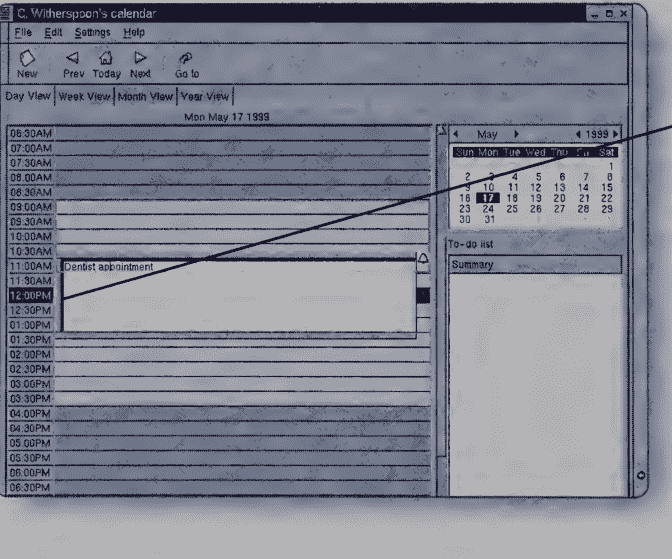 C. Witherspoon's calendar
File Edit Settings Help
New Prev Today Next Go to
Day View Week View Month View Year View
Mon May 17 1999
06:30AM
07:00AM
07:30AM
08:00AM
08:30AM
09:00AM
09:30AM
10:00AM
10:30AM
11:00AM Dentist appointment
11:30AM
12:00PM
12:30PM
01:00PM
01:30PM
02:00PM
02:30PM
03:00PM
03:30PM
04:00PM
04:30PM
05:00PM
05:30PM
06:00PM
06:30PM
May 1999
Sun Mon Tue Wed Thu Fri Sat
1
2 3 4 5 6 7 8
9 10 11 12 13 14 15
16 17 18 19 20 21 22
23 24 25 26 27 28 29
30 31
To-do list
Summary